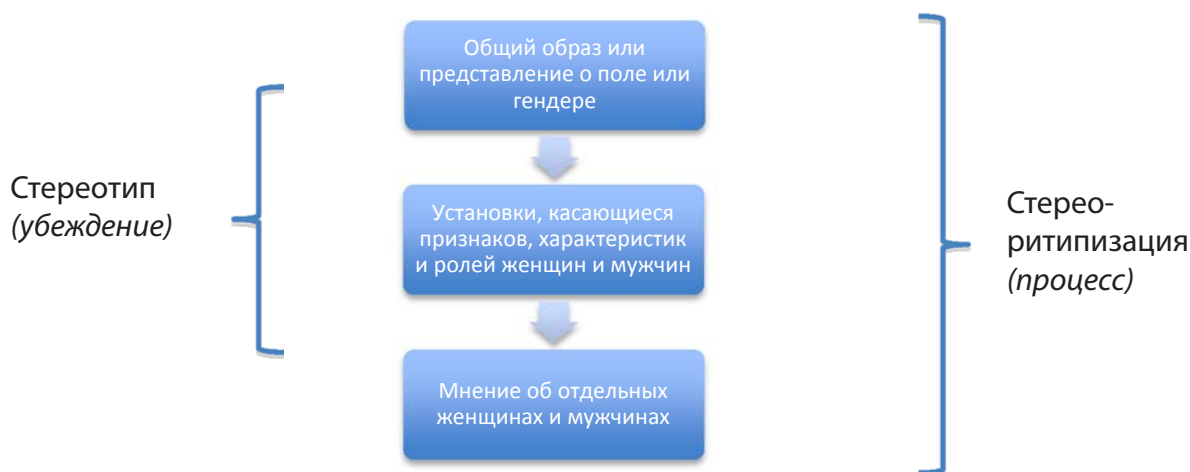 Общий образ или
представление о поле или
гендере
Стереотип
(убеждение)
Установки, касающиеся
признаков, характеристик
и ролей женщин и мужчин
Стерео-
ритипизация
(процесс)
Мнение об отдельных
женщинах и мужчинах